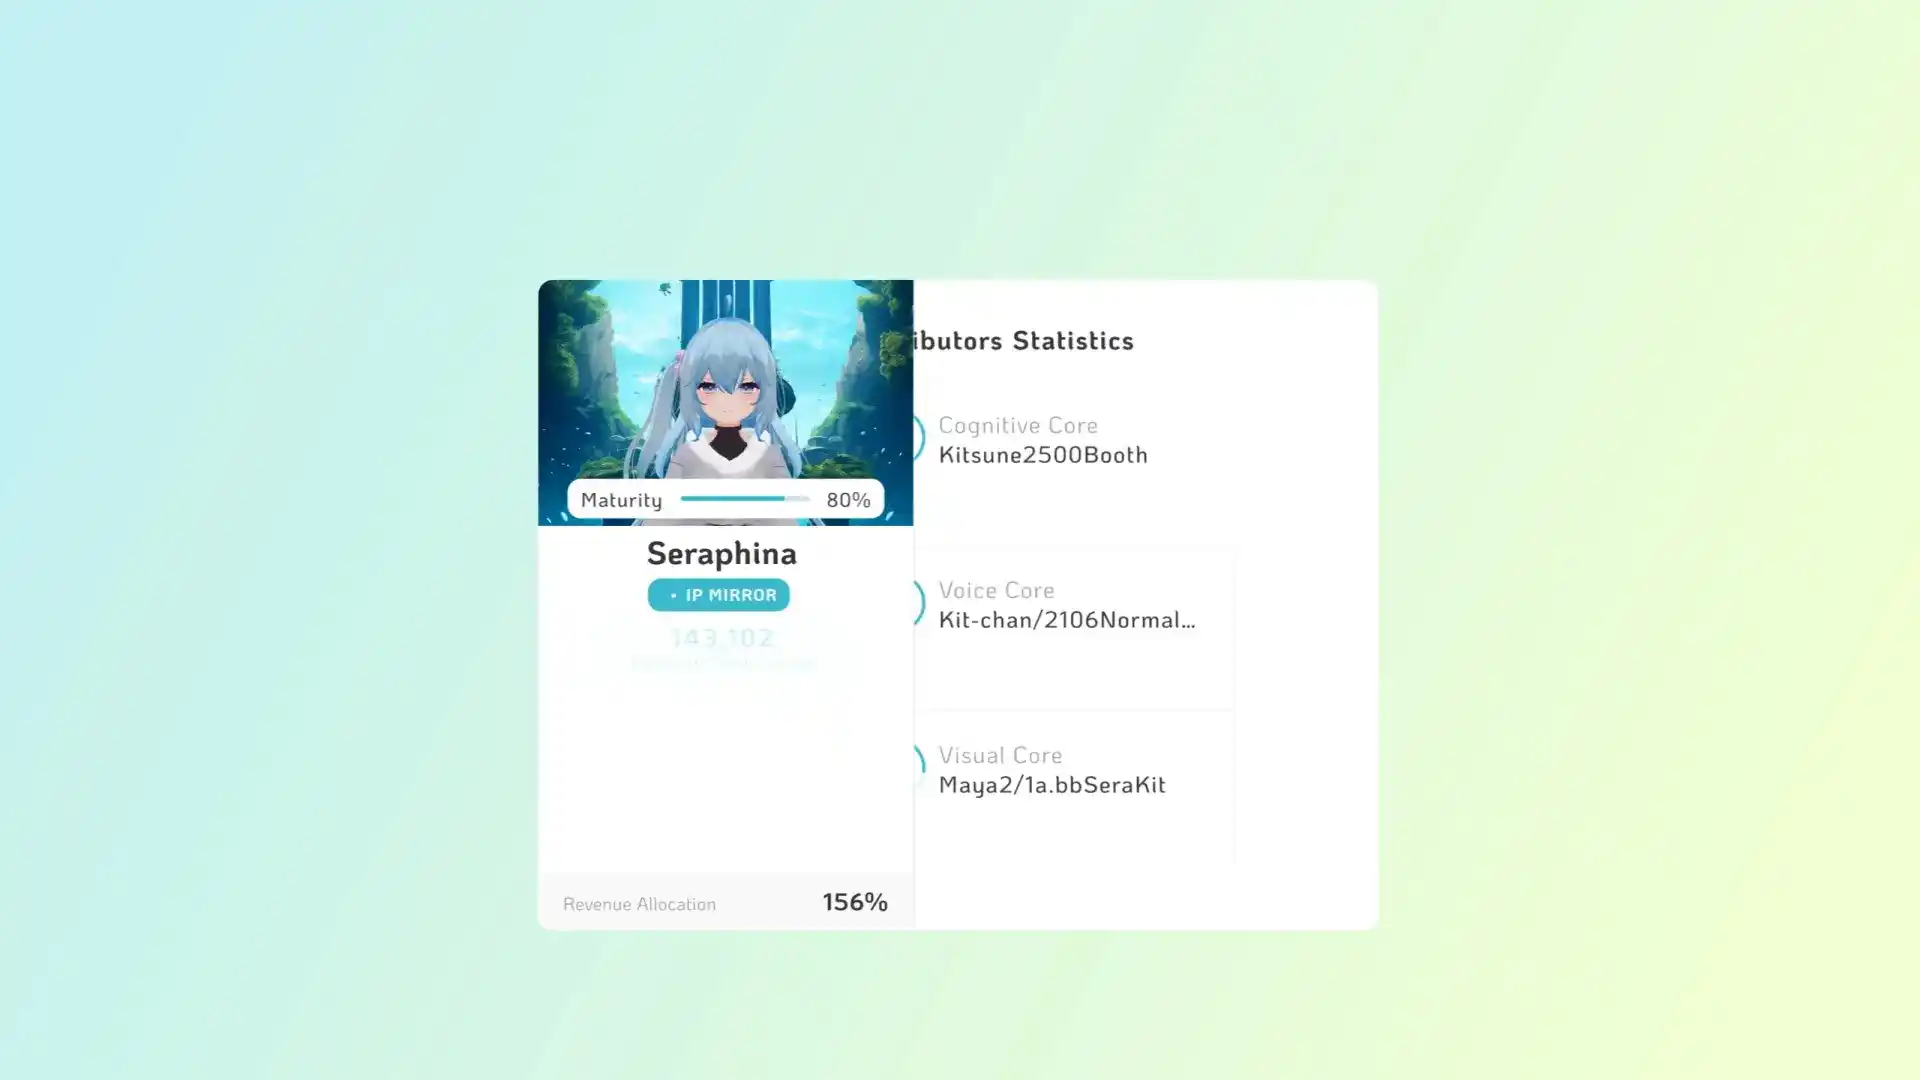 Maturity 80%
Seraphina
• IP MIRROR
143,102
Revenue Allocation 156%
ibutors Statistics
Cognitive Core
Kitsune2500Booth
Voice Core
Kit-chan/2106Normal...
Visual Core
Maya2/1a.bbSeraKit